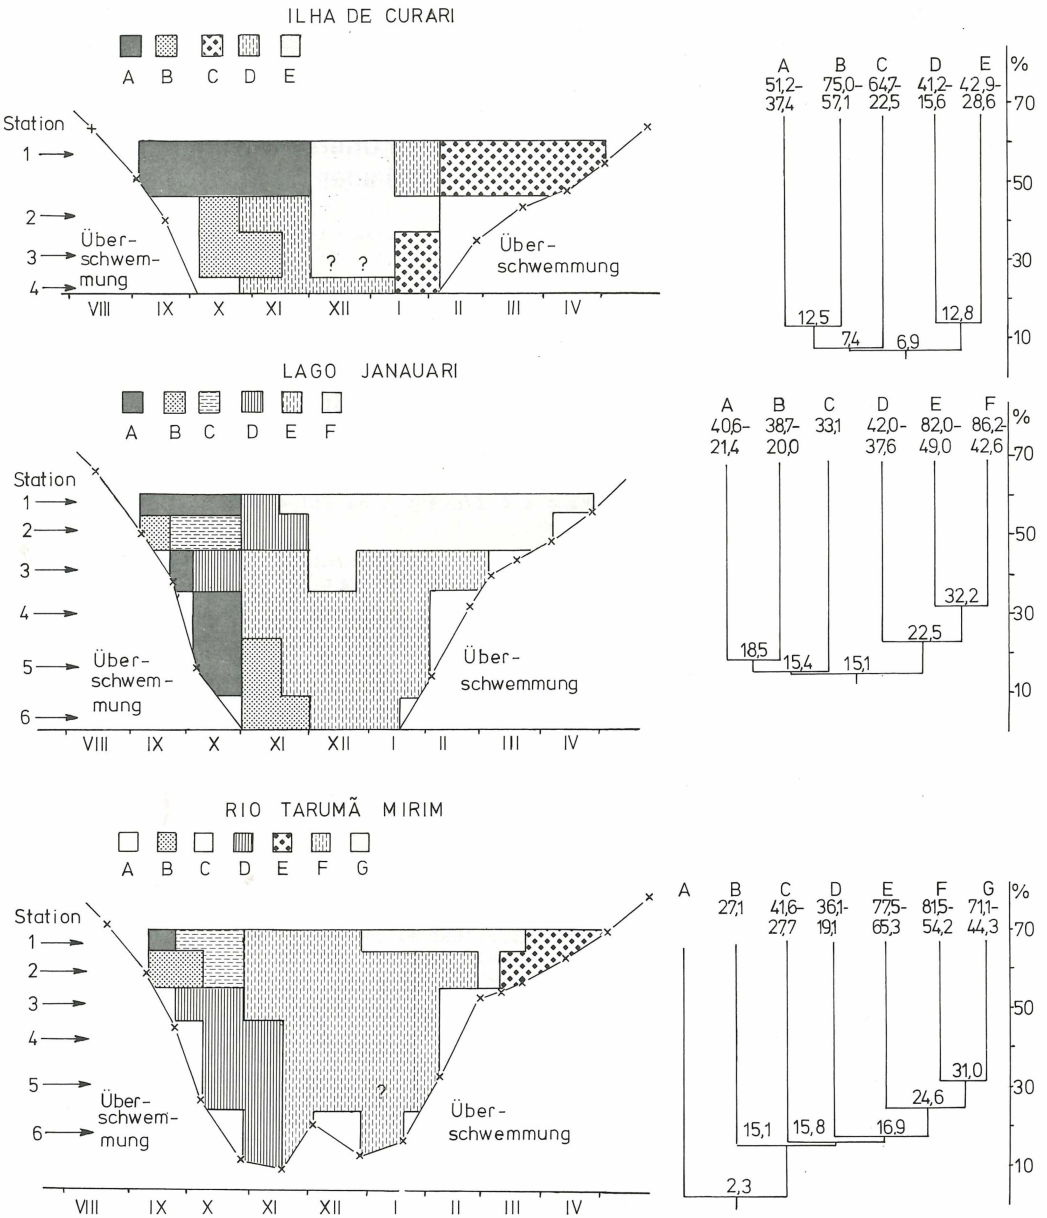 ILHA DE CURARI
A B C D E
Station
1
2
3
4
Über-
schwem-
mung
? ?
Über-
schwemmung
VIII IX X XI XII I II III IV
A B C D E %
51,2- 75,0- 64,7- 41,2- 42,9-
37,4 57,1 22,5 15,6 28,6
70
50
30
10
12,5 12,8
7,4 6,9
LAGO JANAUARI
A B C D E F
Station
1
2
3
4
5
6
Über-
schwem-
mung
Über-
schwemmung
VIII IX X XI XII I II III IV
A B C D E F %
40,6- 38,7- 33,1 42,0- 82,0- 86,2-
21,4 20,0 37,6 49,0 42,6
70
50
30
10
32,2
22,5
18,5 15,4 15,1
RIO TARUMÃ MIRIM
A B C D E F G
Station
1
2
3
4
5
6
Über-
schwem-
mung
?
Über-
schwemmung
VIII IX X XI XII I II III IV
A B C D E F G %
27,1 41,6- 36,1- 77,5- 81,5- 71,1-
27,7 19,1 65,3 54,2 44,3
70
50
30
10
31,0
24,6
15,1 15,8 16,9
2,3